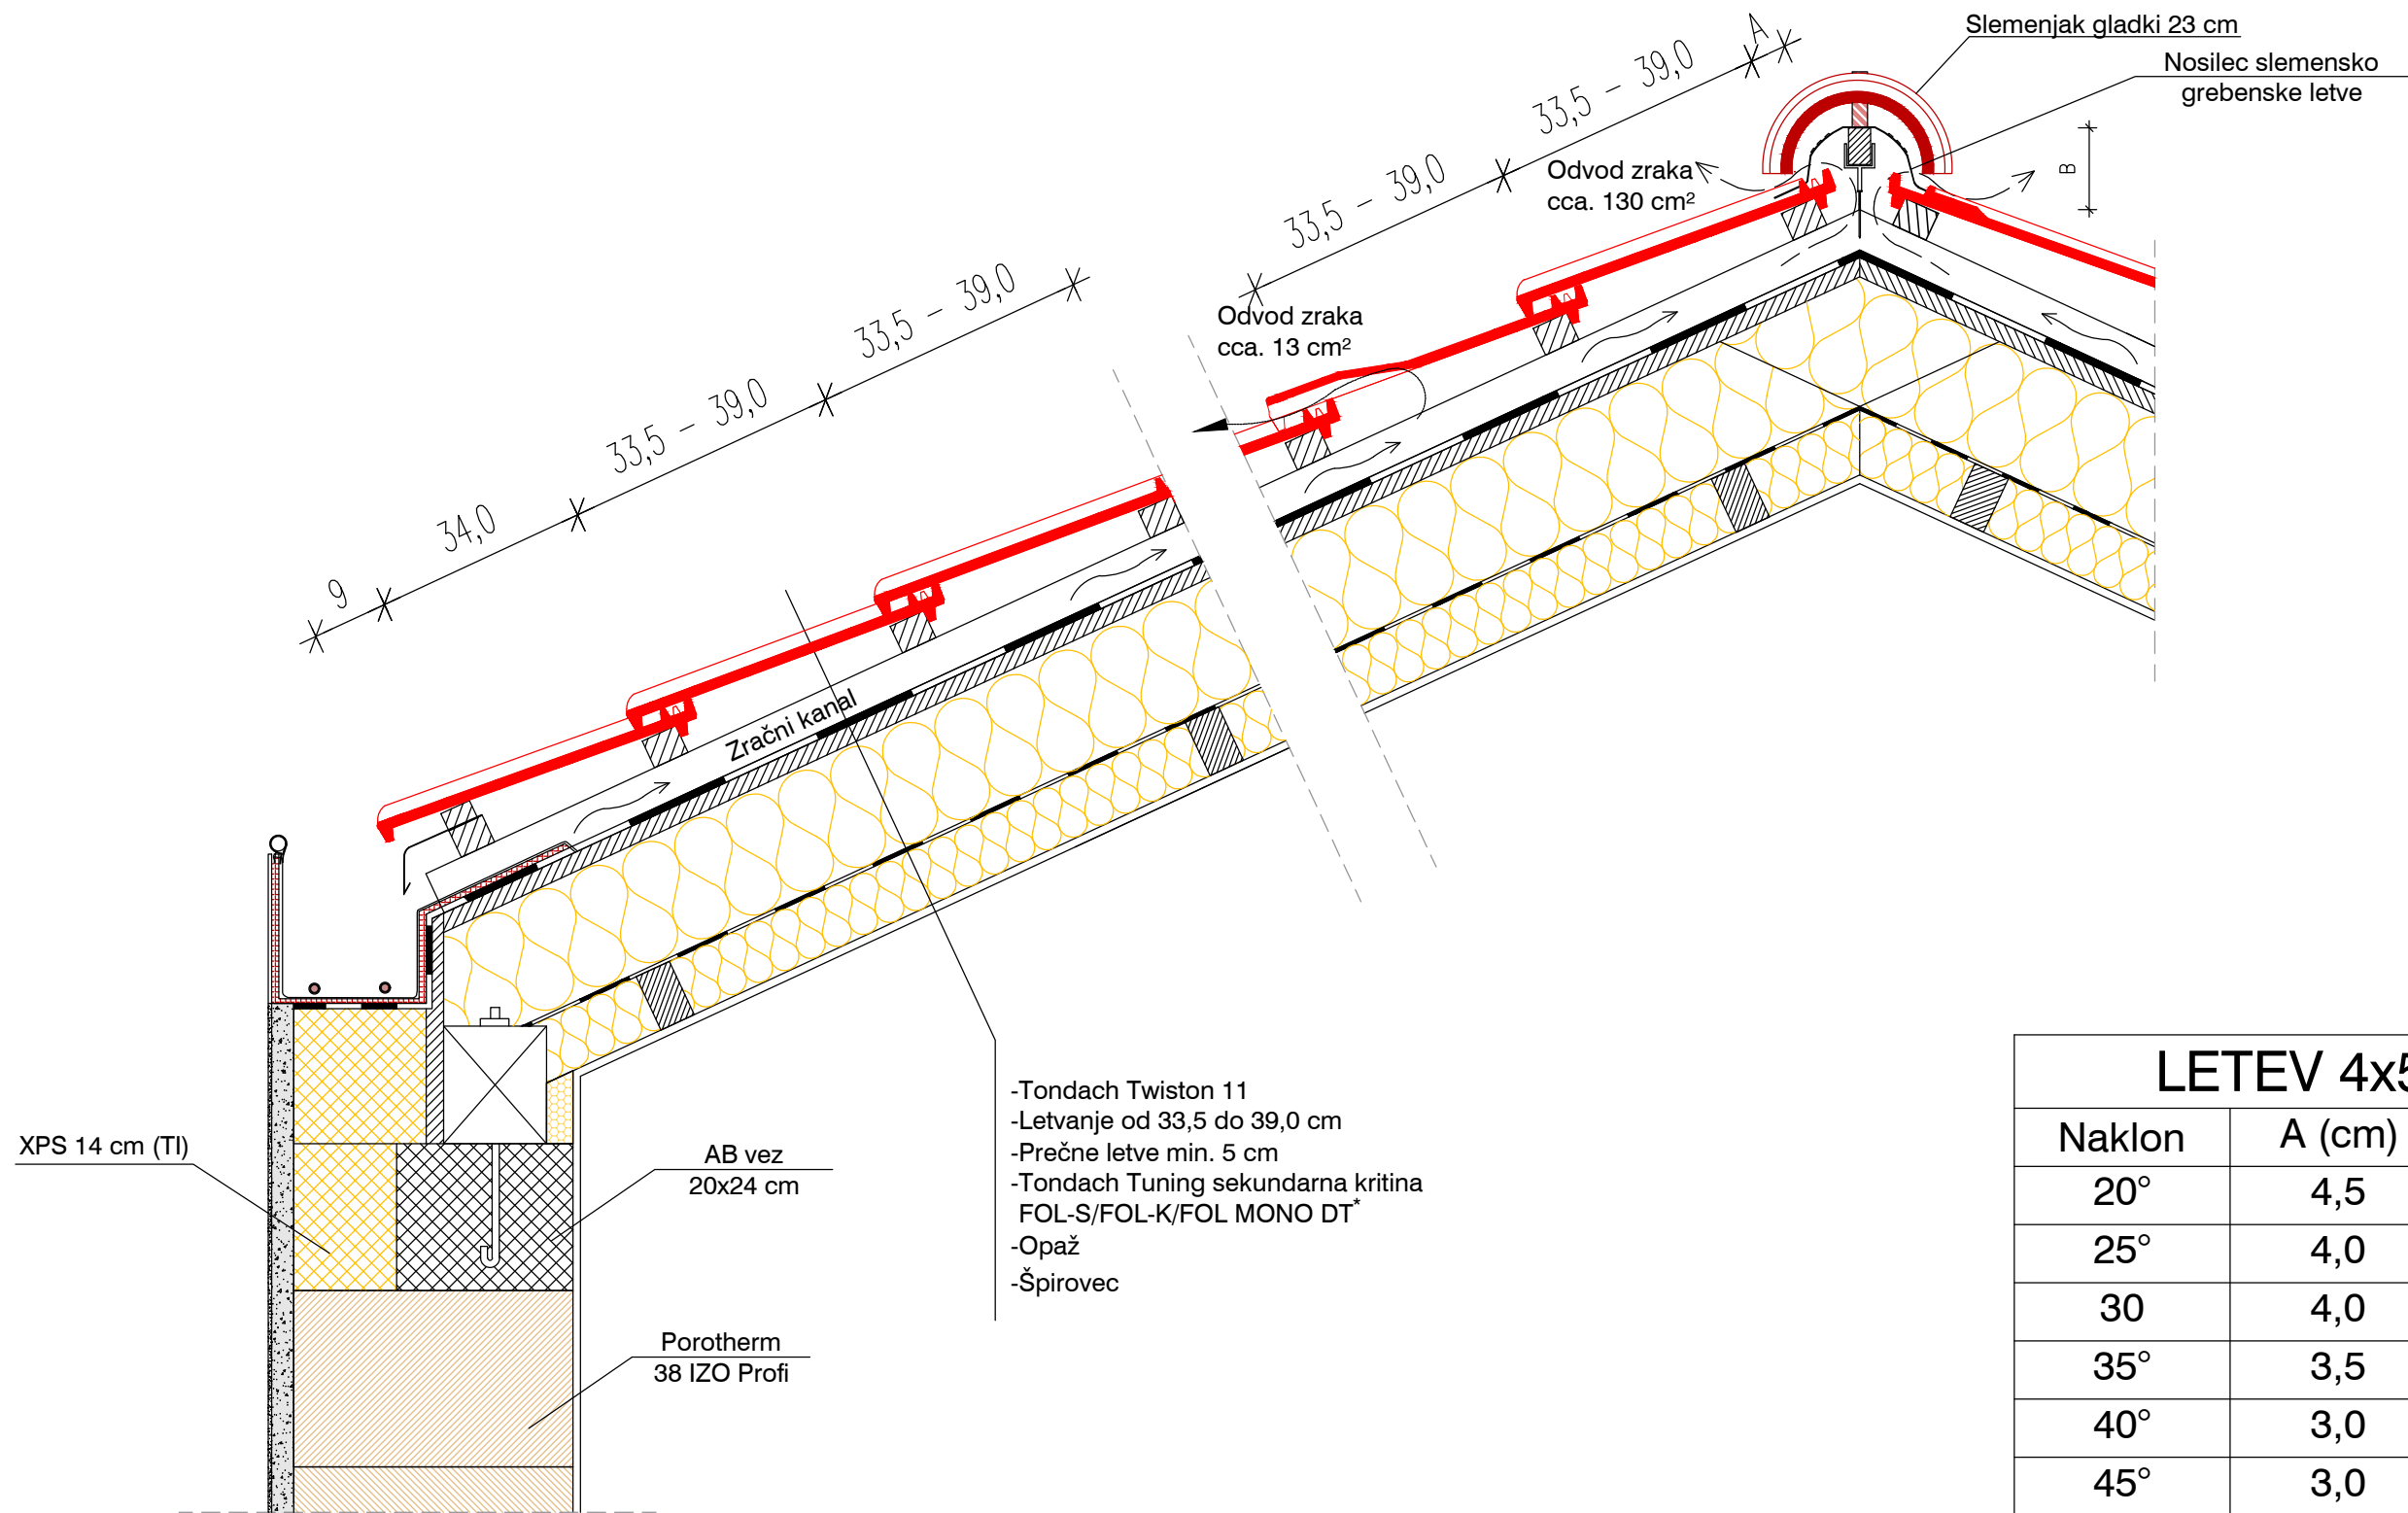 Slemenjak gladki 23 cm
Nosilec slemensko
grebenske letve
A
33,5 - 39,0
33,5 - 39,0
Odvod zraka
cca. 130 cm²
B
33,5 - 39,0
33,5 - 39,0
34,0
9
Odvod zraka
cca. 13 cm²
Zračni kanal
-Tondach Twiston 11
-Letvanje od 33,5 do 39,0 cm
-Prečne letve min. 5 cm
-Tondach Tuning sekundarna kritina
FOL-S/FOL-K/FOL MONO DT*
-Opaž
-Špirovec
XPS 14 cm (TI)
AB vez
20x24 cm
Porotherm
38 IZO Profi
LETEV 4x5
Naklon A (cm)
20° 4,5
25° 4,0
30 4,0
35° 3,5
40° 3,0
45° 3,0